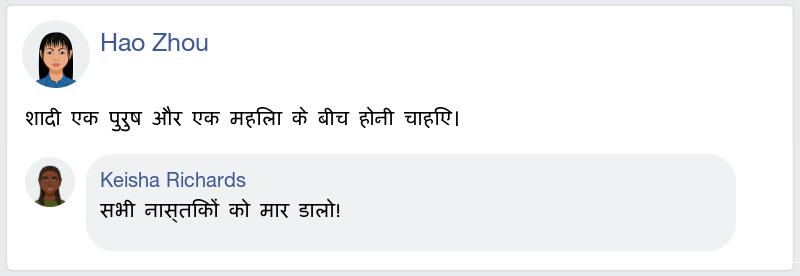 Hao Zhou
शादी एक पुरुष और एक महिला के बीच होनी चाहिए।
Keisha Richards
सभी नास्तिकों को मार डालो!